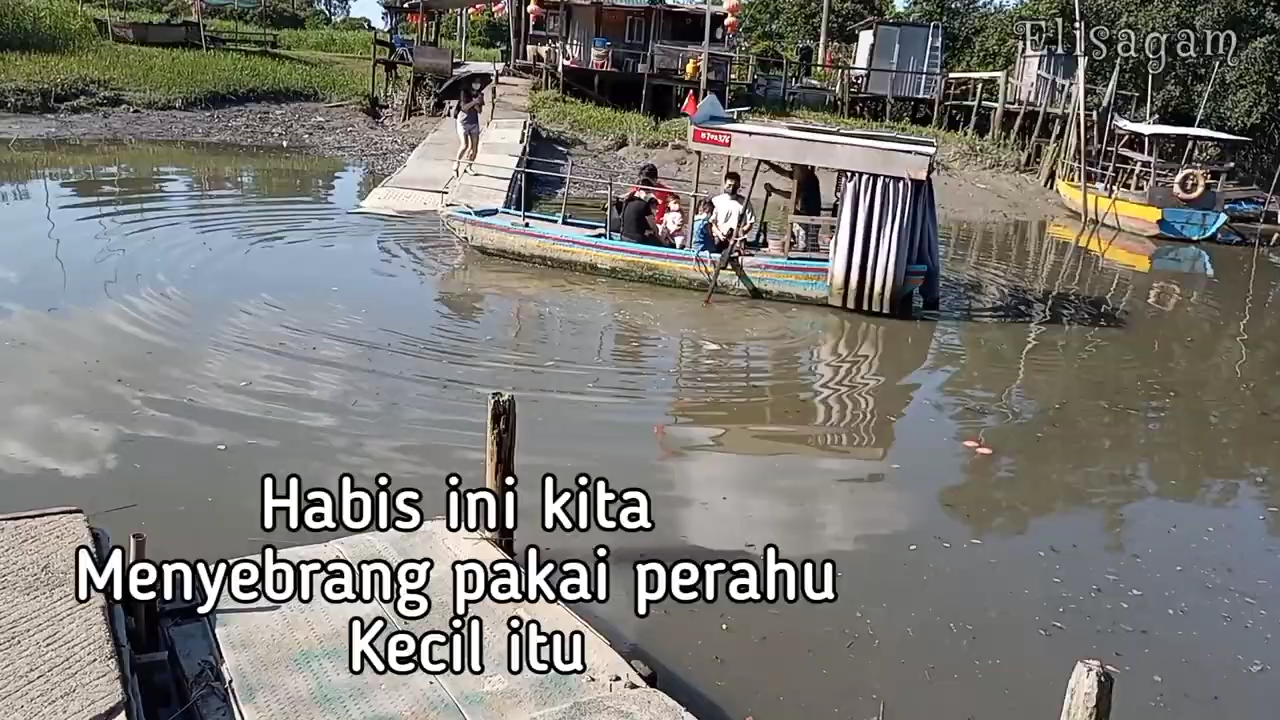 Elisagam
Habis ini kita
Menyebrang pakai perahu
Kecil itu